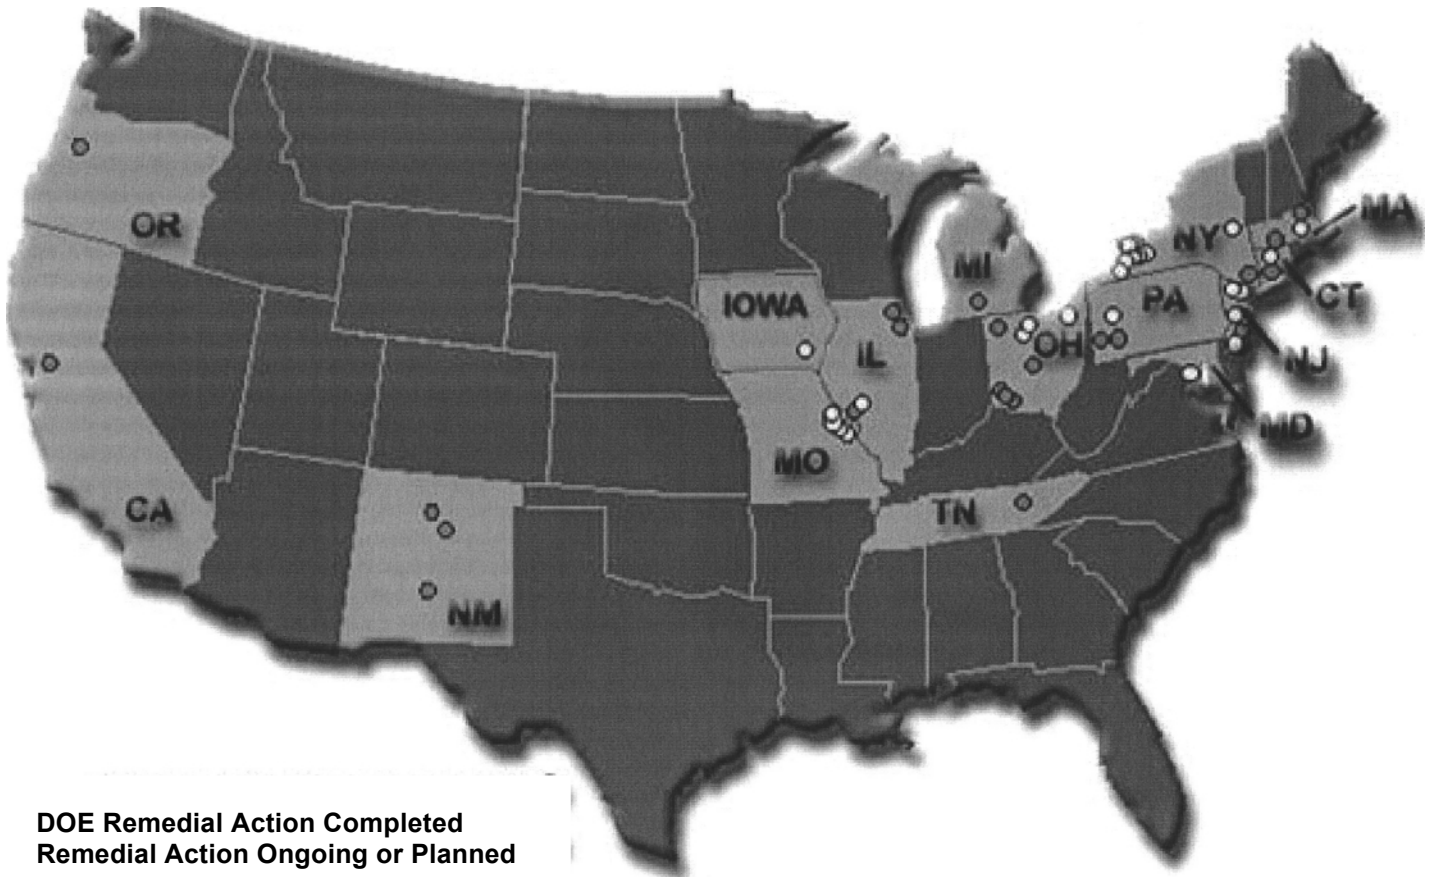 OR
MI
NY
MA
IOWA
IL
OH
PA
CT
NJ
MD
MO
CA
TN
NM
DOE Remedial Action Completed
Remedial Action Ongoing or Planned